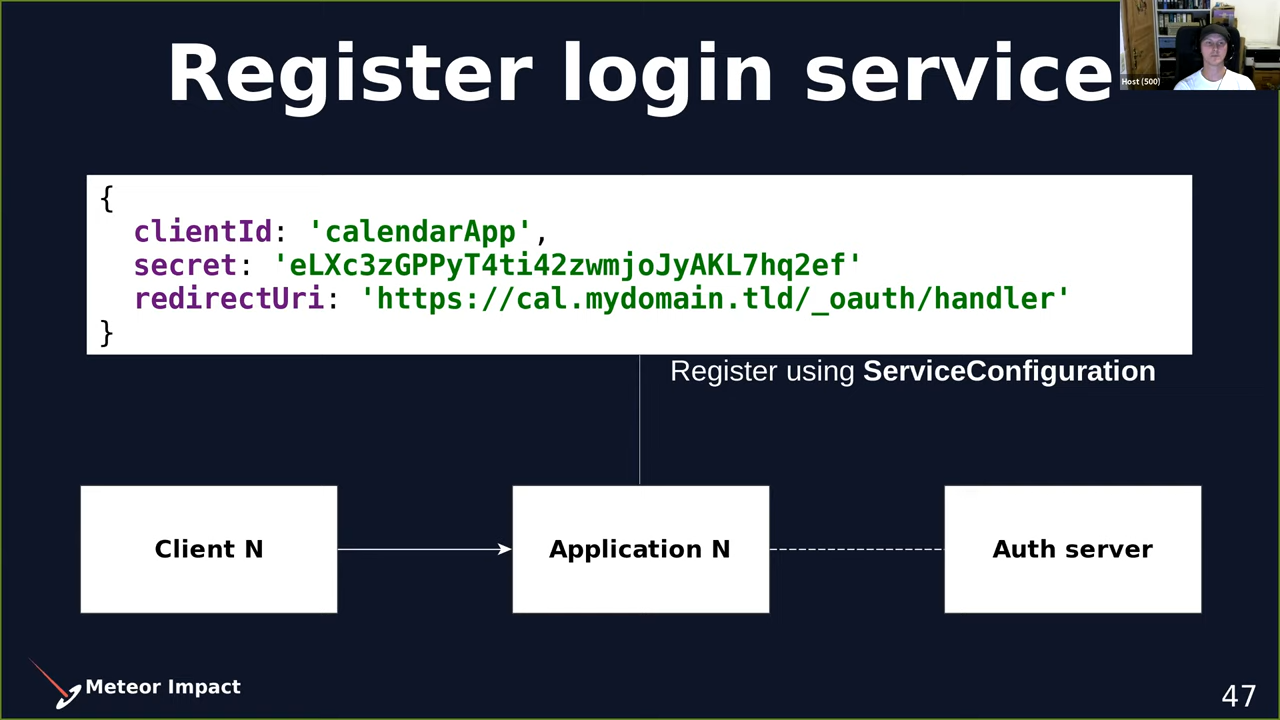 Register login service
Host (500)
{
clientId: 'calendarApp',
secret: 'eLXc3zGPPyT4ti42zwmjoJyAKL7hq2ef'
redirectUri: 'https://cal.mydomain.tld/_oauth/handler'
}
Register using ServiceConfiguration
Client N
Application N
Auth server
Meteor Impact
47